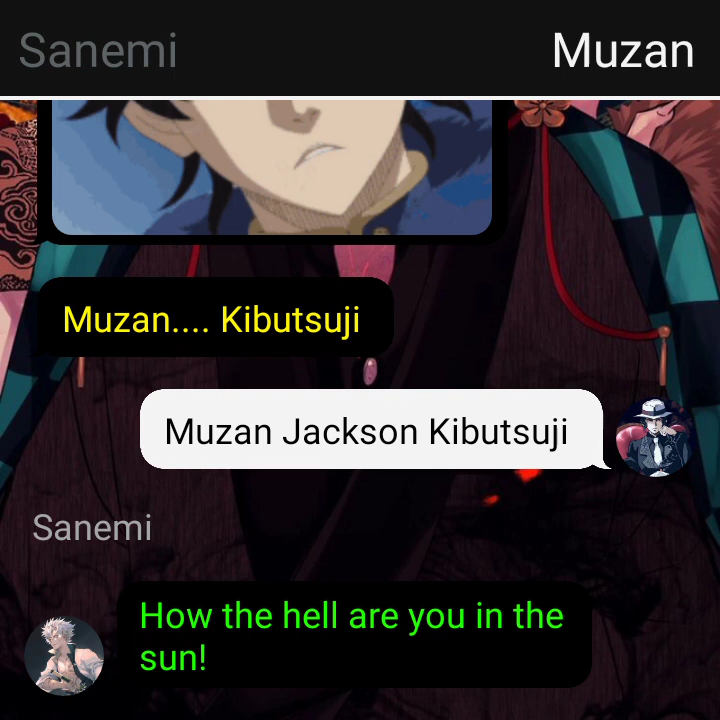 Sanemi
Muzan
Muzan.... Kibutsuji
Muzan Jackson Kibutsuji
Sanemi
How the hell are you in the
sun!